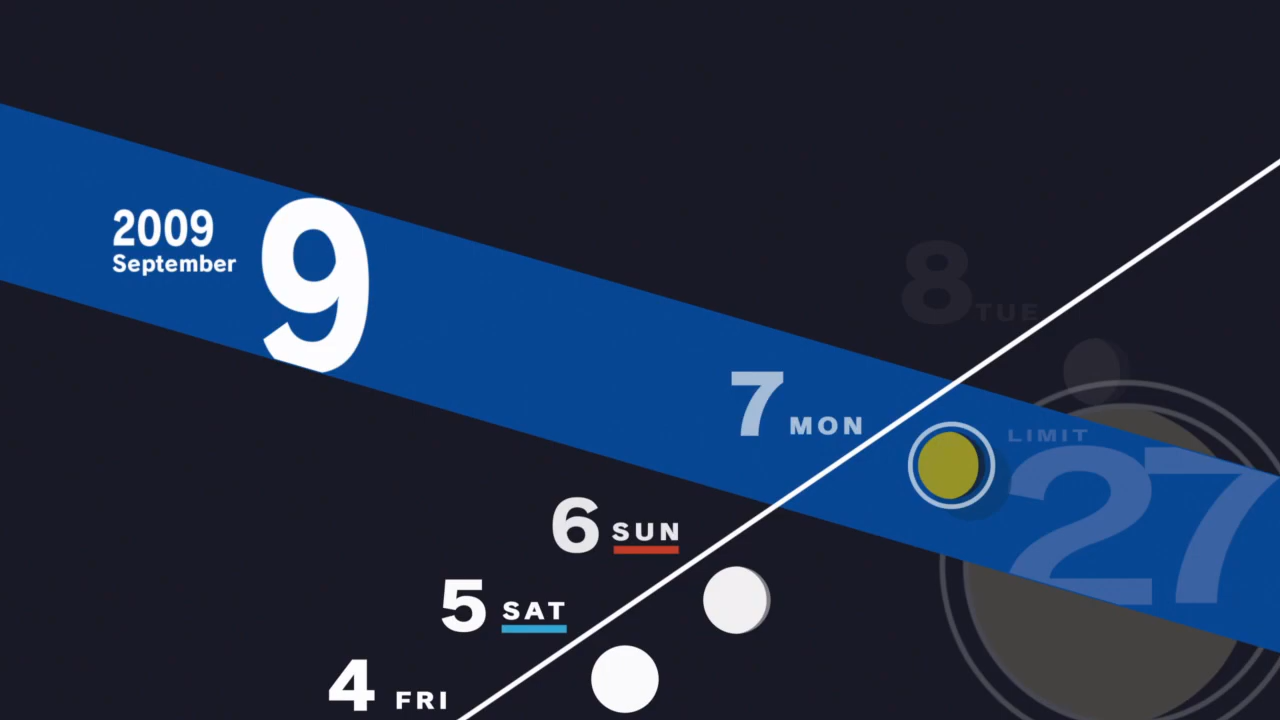 2009
September
9
8 TUE
7 MON
LIMIT
27
6 SUN
5 SAT
4 FRI